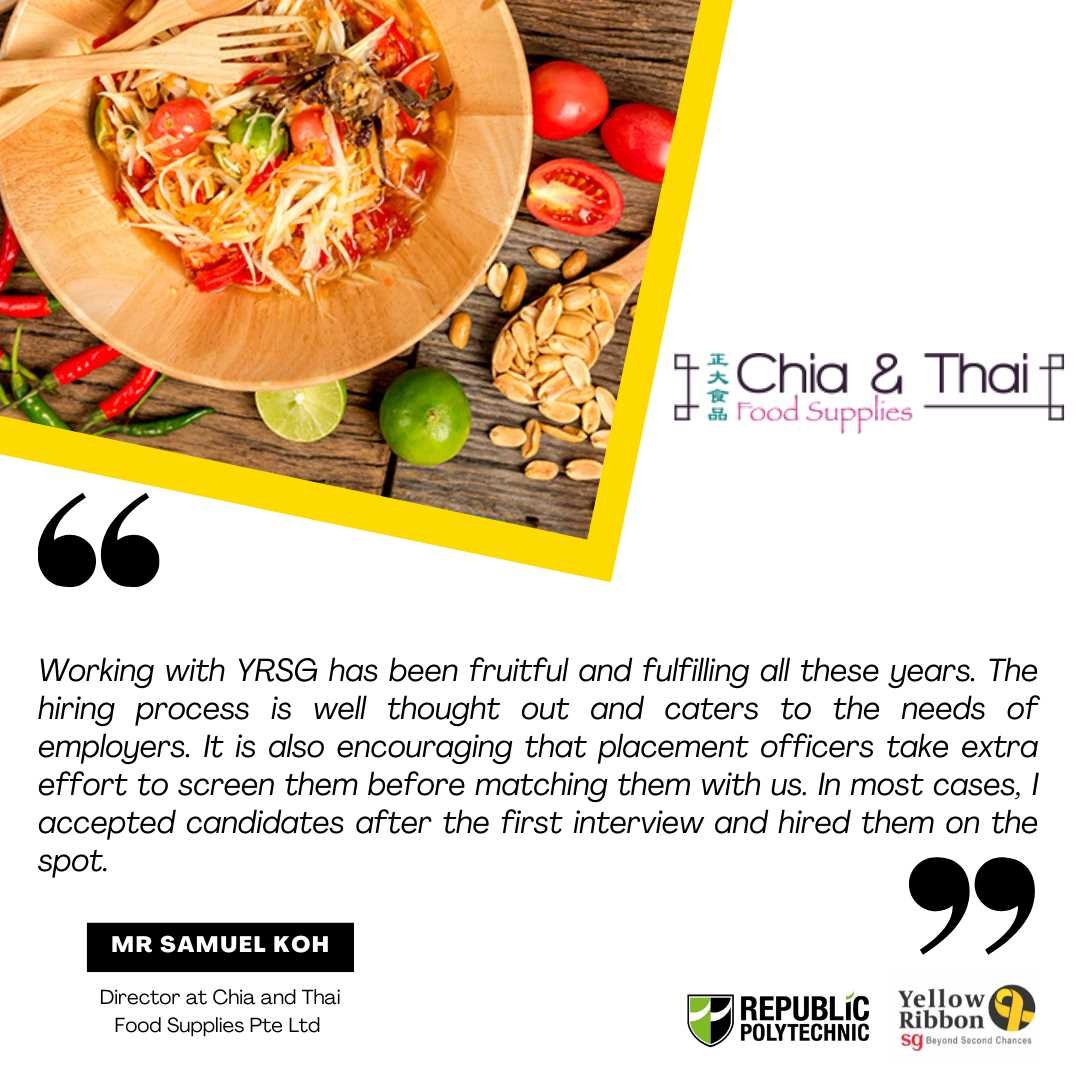 正大食品
Chia & Thai
Food Supplies
Working with YRSG has been fruitful and fulfilling all these years. The
hiring process is well thought out and caters to the needs of
employers. It is also encouraging that placement officers take extra
effort to screen them before matching them with us. In most cases, I
accepted candidates after the first interview and hired them on the
spot.
MR SAMUEL KOH
Director at Chia and Thai
Food Supplies Pte Ltd
REPUBLIC
POLYTECHNIC
Yellow
Ribbon
sg Beyond Second Chances